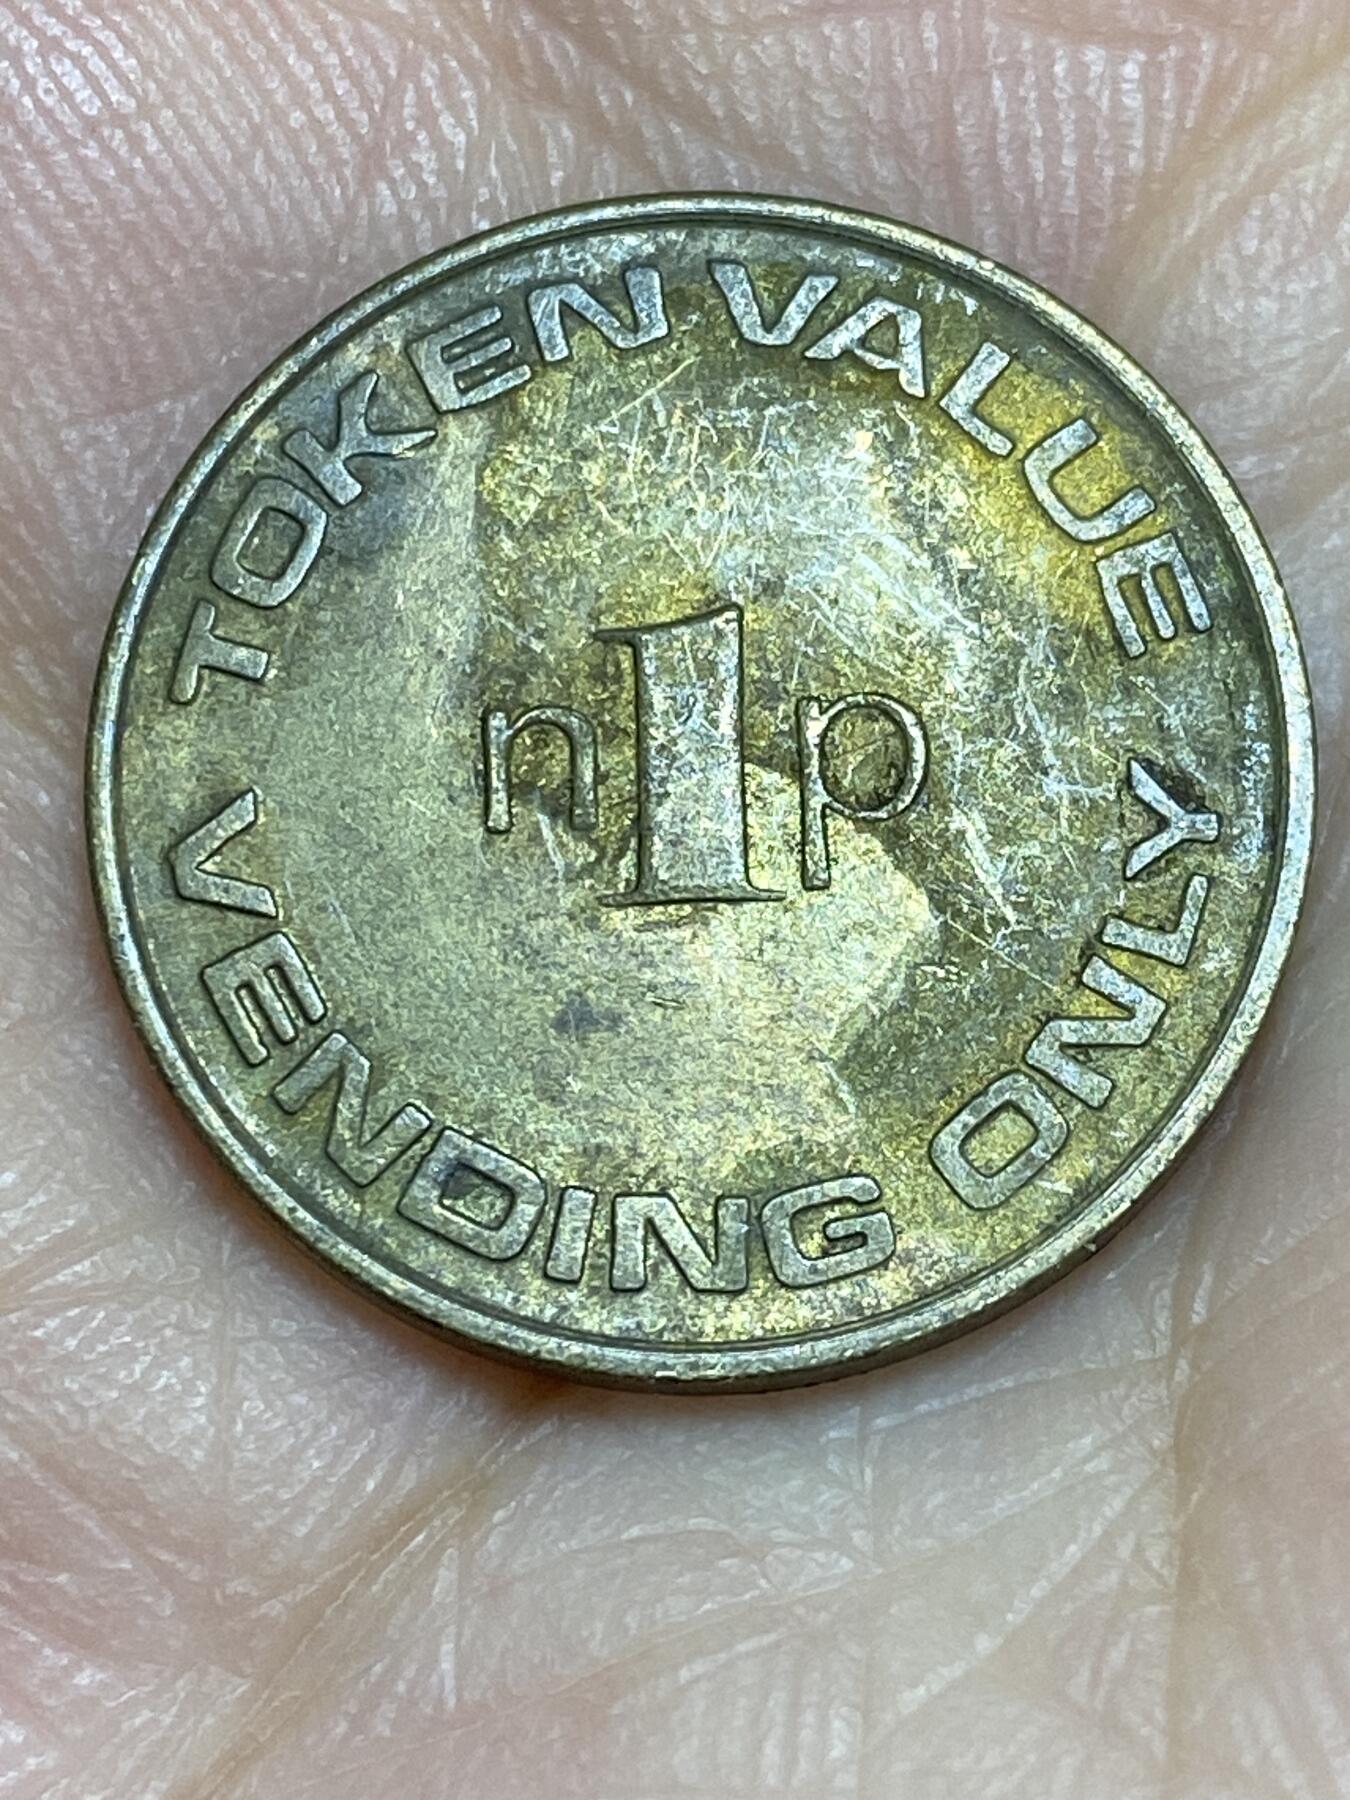 TOKEN VALUE
n1p
VENDING ONLY